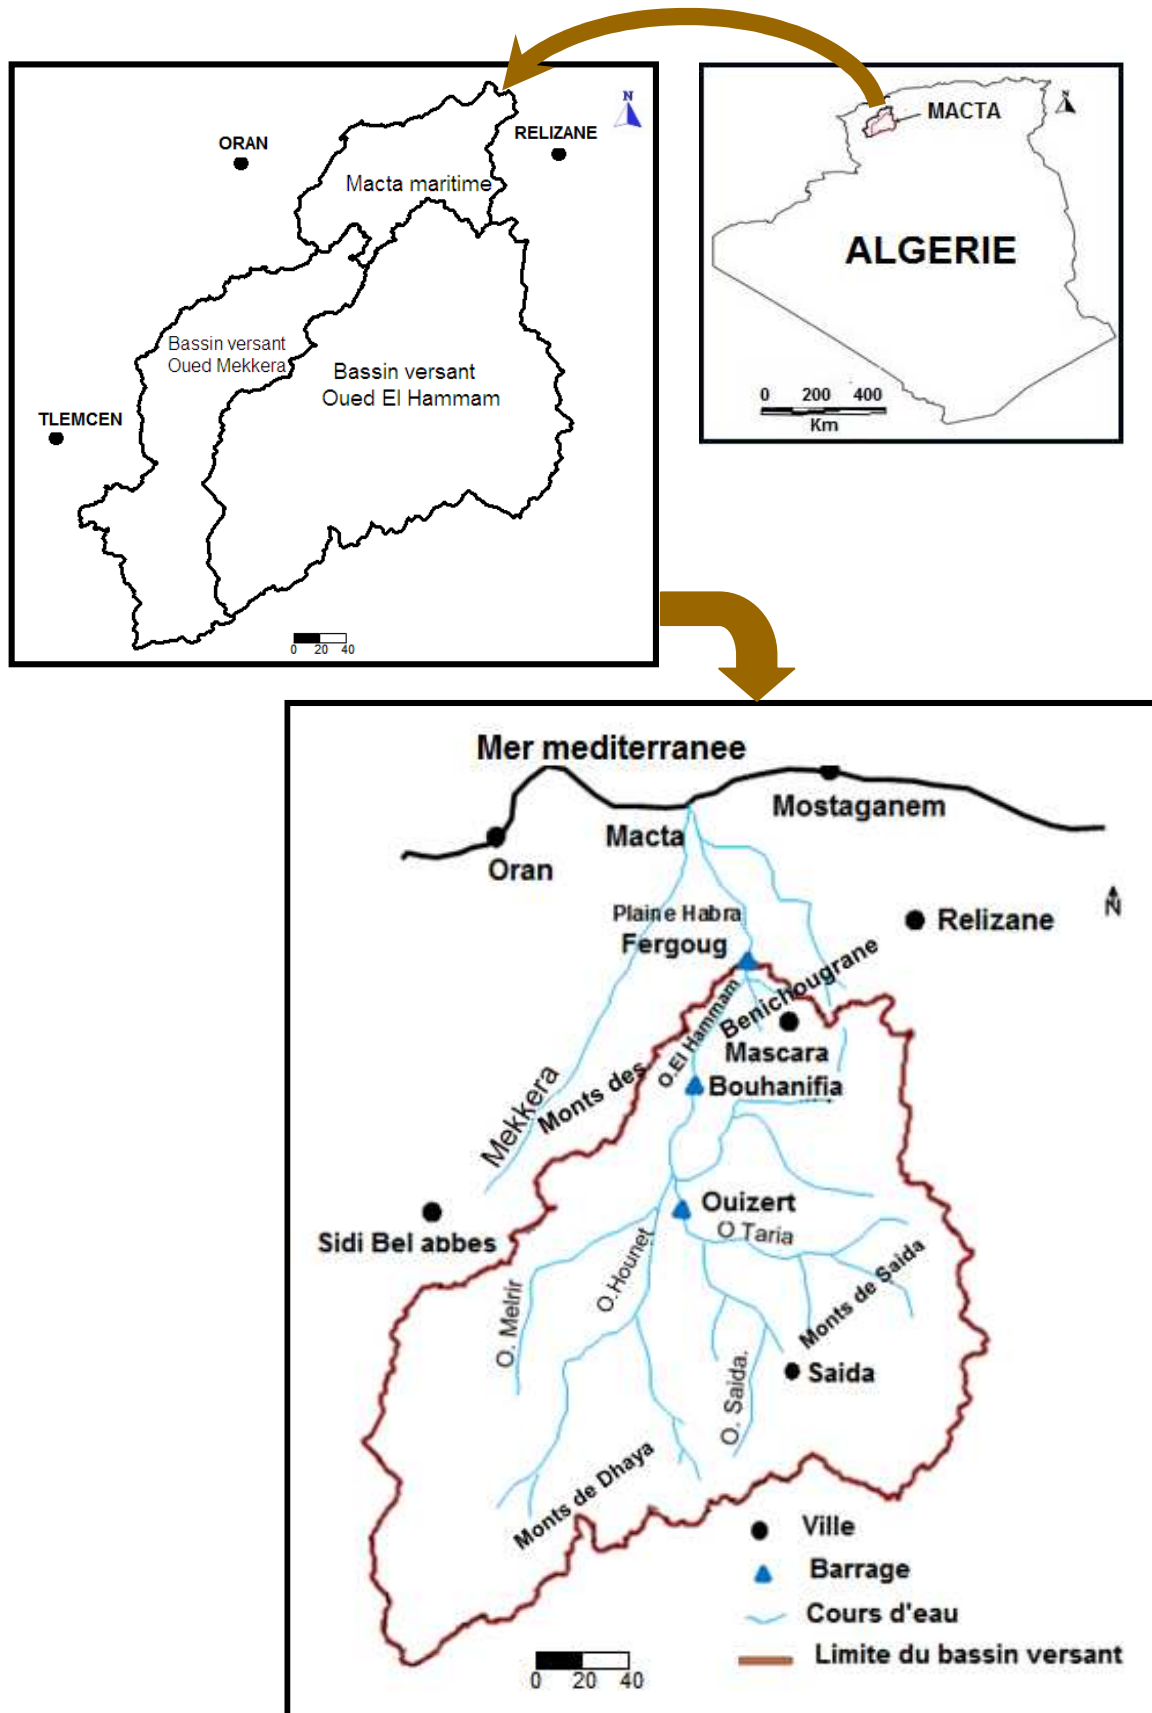 N
ORAN
RELIZANE
Macta maritime
Bassin versant
Oued Mekkera
Bassin versant
Oued El Hammam
TLEMCEN
0 20 40
MACTA
ALGERIE
0 200 400
Km
Mer mediterranee
Mostaganem
Macta
Oran
Plaine Habra
Fergoug
Relizane
N
Benichougrane
O.El Hammam
Mascara
Bouhanifia
Monts des
Mekkera
Ouizert
O Taria
Sidi Bel abbes
O.Hounet
O. Melrir
Monts de Saida
Saida
O. Saida.
Monts de Dhaya
Ville
Barrage
Cours d'eau
Limite du bassin versant
0 20 40